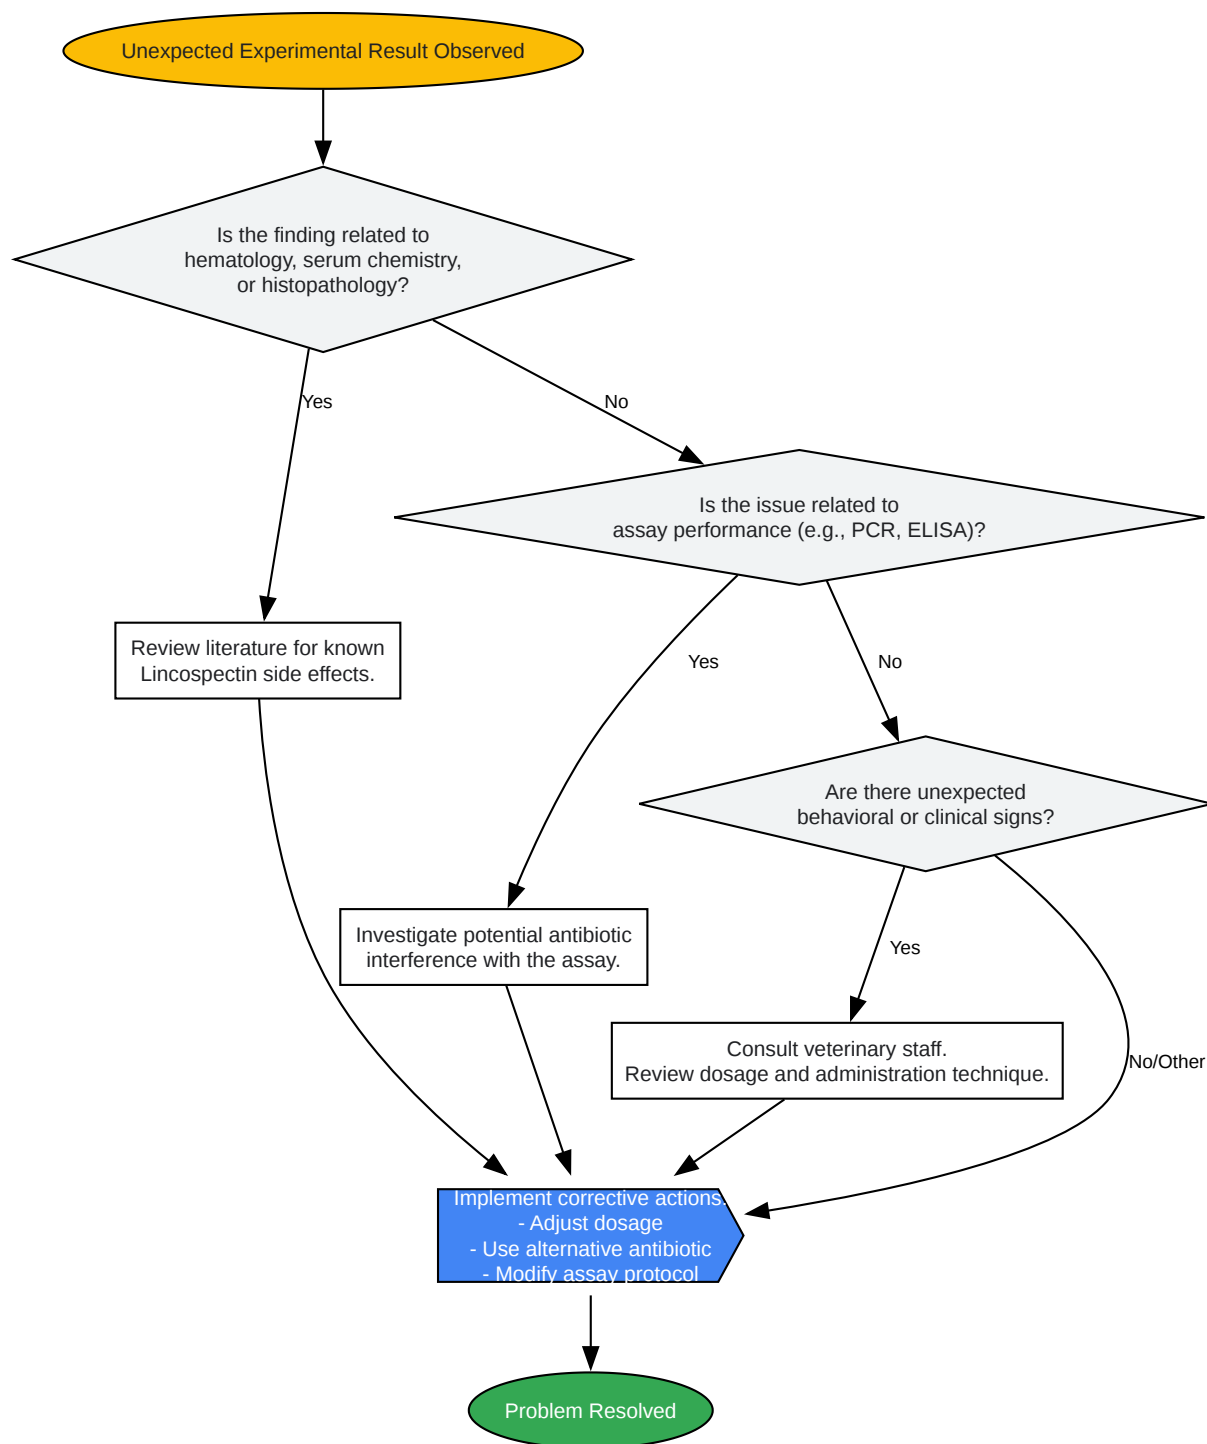 Unexpected Experimental Result Observed
Is the finding related to
hematology, serum chemistry,
or histopathology?
Yes
No
Is the issue related to
assay performance (e.g., PCR, ELISA)?
Review literature for known
Lincospectin side effects.
Yes
No
Are there unexpected
behavioral or clinical signs?
Investigate potential antibiotic
interference with the assay.
Yes
Consult veterinary staff.
Review dosage and administration technique.
No/Other
Implement corrective actions:
- Adjust dosage
- Use alternative antibiotic
- Modify assay protocol
Problem Resolved